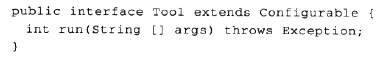 public interface Tool extends Configurable {
  int run(String [] args) throws Exception;
}